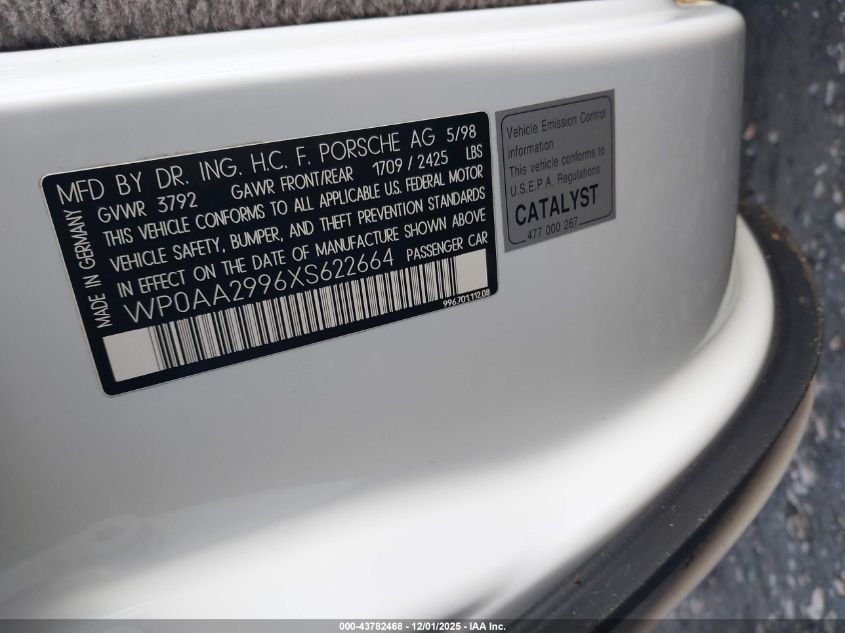 MFD BY DR. ING. H.C. F. PORSCHE AG 5/98
GVWR 3792 GAWR FRONT/REAR 1709 / 2425 LBS
THIS VEHICLE CONFORMS TO ALL APPLICABLE U.S. FEDERAL MOTOR
VEHICLE SAFETY, BUMPER, AND THEFT PREVENTION STANDARDS
IN EFFECT ON THE DATE OF MANUFACTURE SHOWN ABOVE
WP0AA2996XS622664 PASSENGER CAR
MADE IN GERMANY
996.701.112.08
Vehicle Emission Control
information
This vehicle conforms to
U.S.E.P.A. Regulations
CATALYST
477 000 267
000-43782468 - 12/01/2025 - IAA Inc.